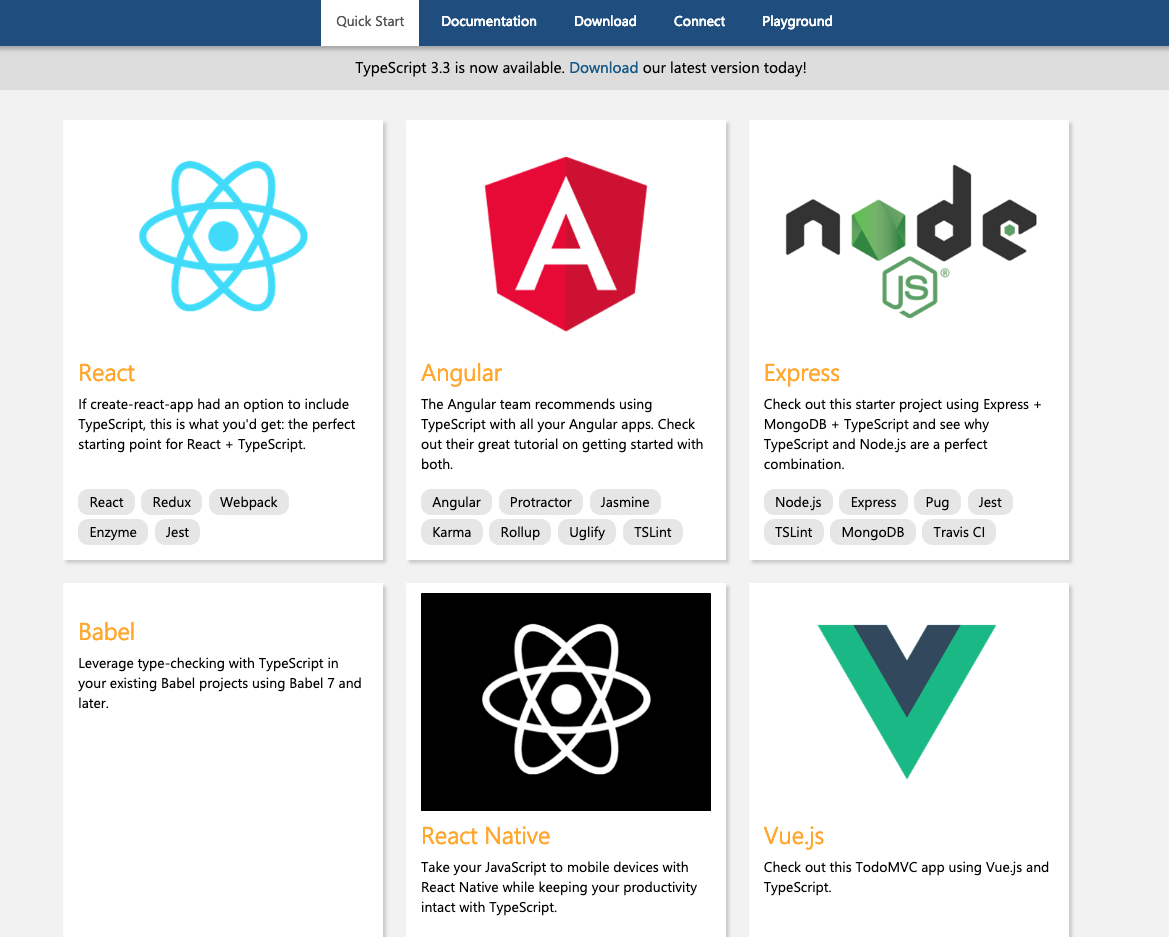 Quick Start Documentation Download Connect Playground
TypeScript 3.3 is now available. Download our latest version today!
node
JS®
React
If create-react-app had an option to include
TypeScript, this is what you'd get: the perfect
starting point for React + TypeScript.
React Redux Webpack
Enzyme Jest
Angular
The Angular team recommends using
TypeScript with all your Angular apps. Check
out their great tutorial on getting started with
both.
Angular Protractor Jasmine
Karma Rollup Uglify TSLint
Express
Check out this starter project using Express +
MongoDB + TypeScript and see why
TypeScript and Node.js are a perfect
combination.
Node.js Express Pug Jest
TSLint MongoDB Travis CI
Babel
Leverage type-checking with TypeScript in
your existing Babel projects using Babel 7 and
later.
React Native
Take your JavaScript to mobile devices with
React Native while keeping your productivity
intact with TypeScript.
Vue.js
Check out this TodoMVC app using Vue.js and
TypeScript.